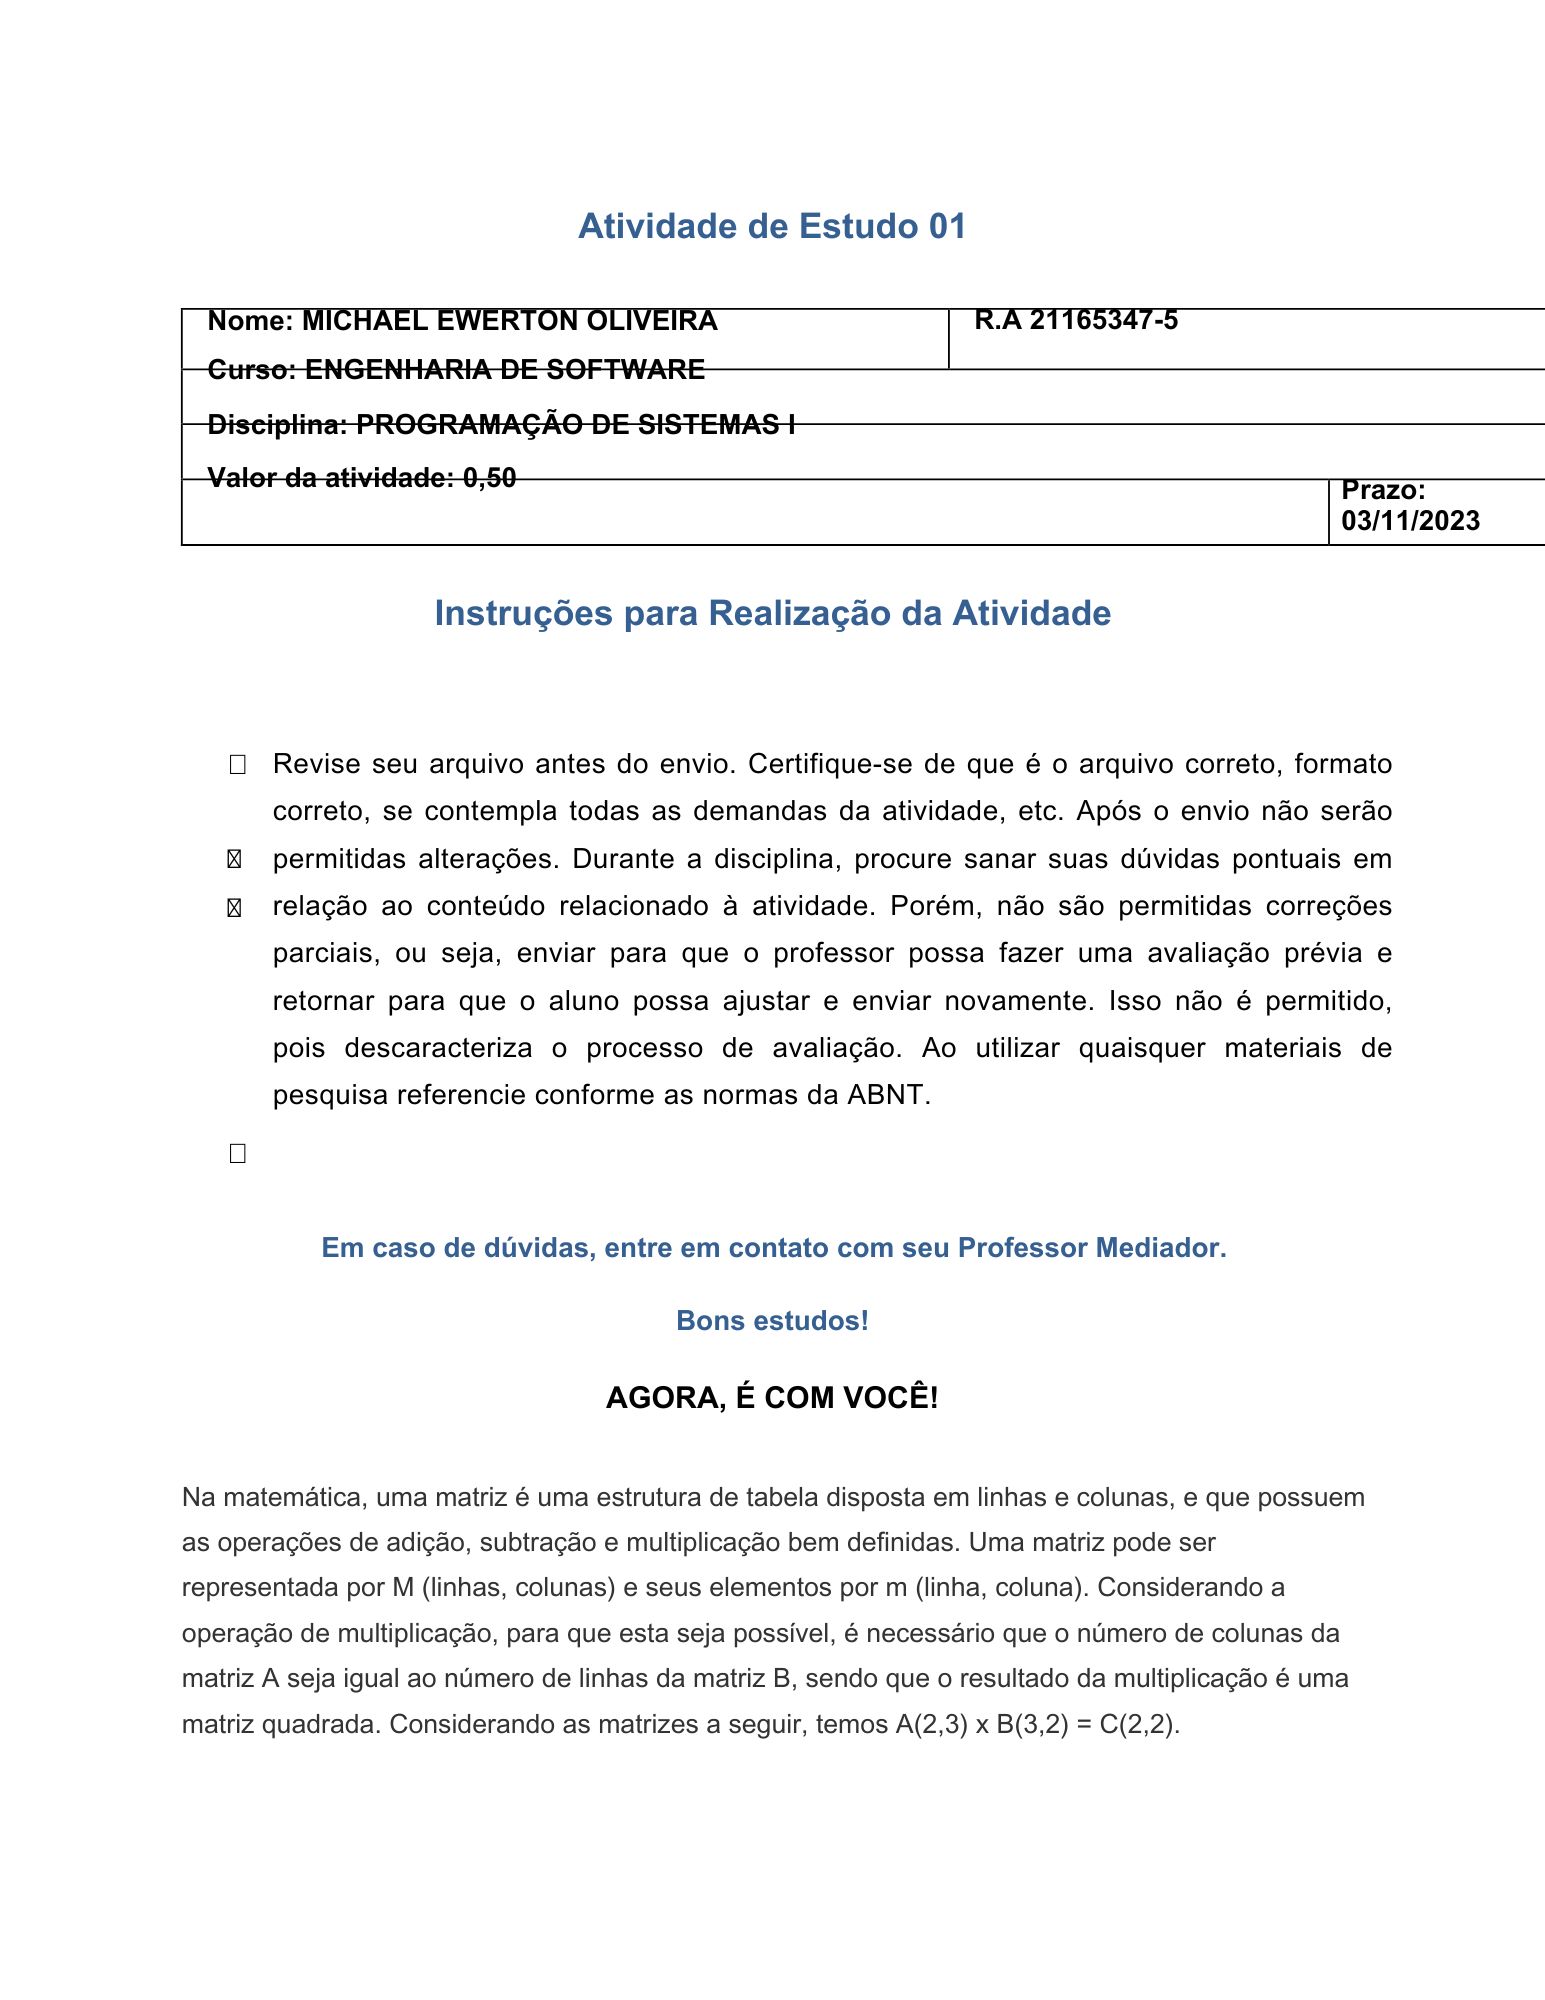 Atividade de Estudo 01
Nome: MICHAEL EWERTON OLIVEIRA
R.A 21165347-5
Curso: ENGENHARIA DE SOFTWARE
Disciplina: PROGRAMAÇÃO DE SISTEMAS I
Valor da atividade: 0,50
Prazo:
03/11/2023
Instruções para Realização da Atividade
Revise seu arquivo antes do envio. Certifique-se de que é o arquivo correto, formato
correto, se contempla todas as demandas da atividade, etc. Após o envio não serão
permitidas alterações. Durante a disciplina, procure sanar suas dúvidas pontuais em
relação ao conteúdo relacionado à atividade. Porém, não são permitidas correções
parciais, ou seja, enviar para que o professor possa fazer uma avaliação prévia e
retornar para que o aluno possa ajustar e enviar novamente. Isso não é permitido,
pois descaracteriza o processo de avaliação. Ao utilizar quaisquer materiais de
pesquisa referencie conforme as normas da ABNT.
Em caso de dúvidas, entre em contato com seu Professor Mediador.
Bons estudos!
AGORA, É COM VOCÊ!
Na matemática, uma matriz é uma estrutura de tabela disposta em linhas e colunas, e que possuem
as operações de adição, subtração e multiplicação bem definidas. Uma matriz pode ser
representada por M (linhas, colunas) e seus elementos por m (linha, coluna). Considerando a
operação de multiplicação, para que esta seja possível, é necessário que o número de colunas da
matriz A seja igual ao número de linhas da matriz B, sendo que o resultado da multiplicação é uma
matriz quadrada. Considerando as matrizes a seguir, temos A(2,3) x B(3,2) = C(2,2).